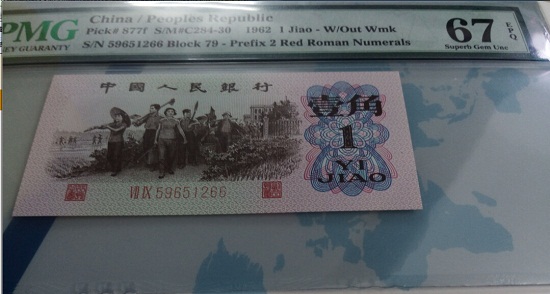 PMG
China / Peoples Republic
Pick# 877f S/M#C284-30 1962 1 Jiao - W/Out Wmk
S/N 59651266 Block 79 - Prefix 2 Red Roman Numerals
67 EPQ
Superb Gem Unc
中國人民銀行
壹角
1
YI
JIAO
VII IX 59651266